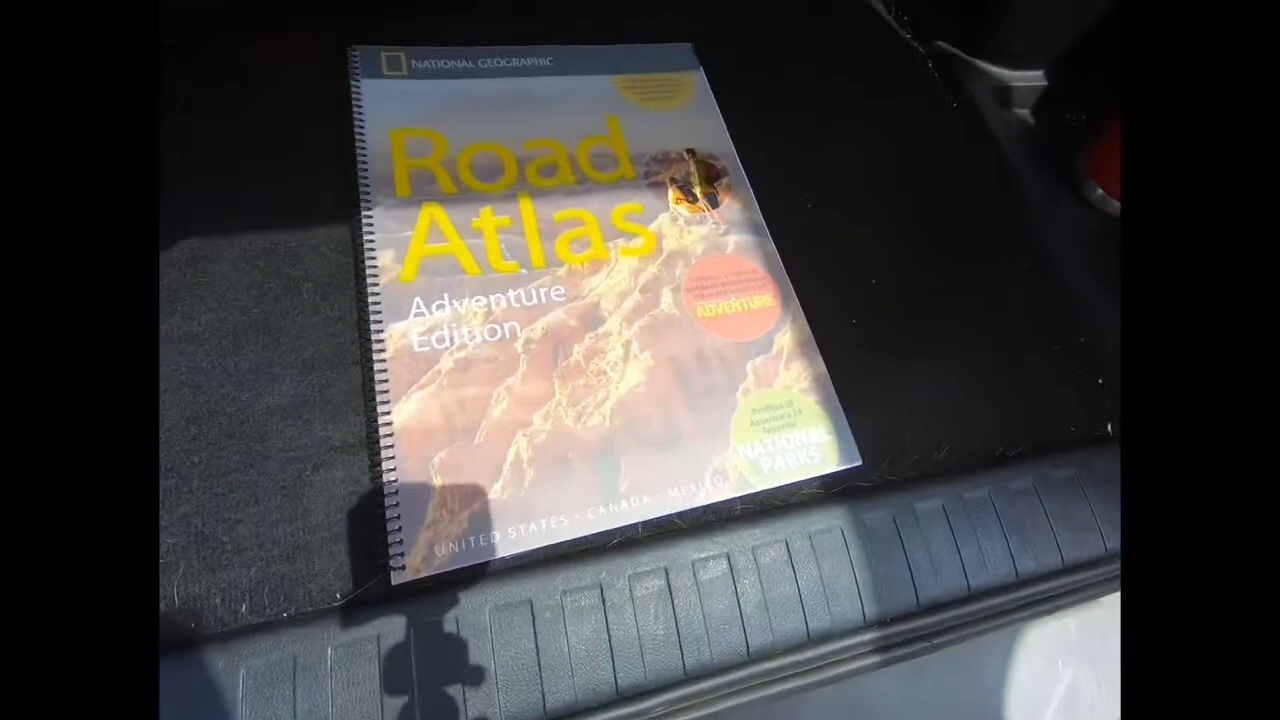 NATIONAL GEOGRAPHIC
Road
Atlas
Adventure
Edition
ADVENTURE
Profiles of
America's
favorite
NATIONAL
PARKS
UNITED STATES • CANADA • MEXICO